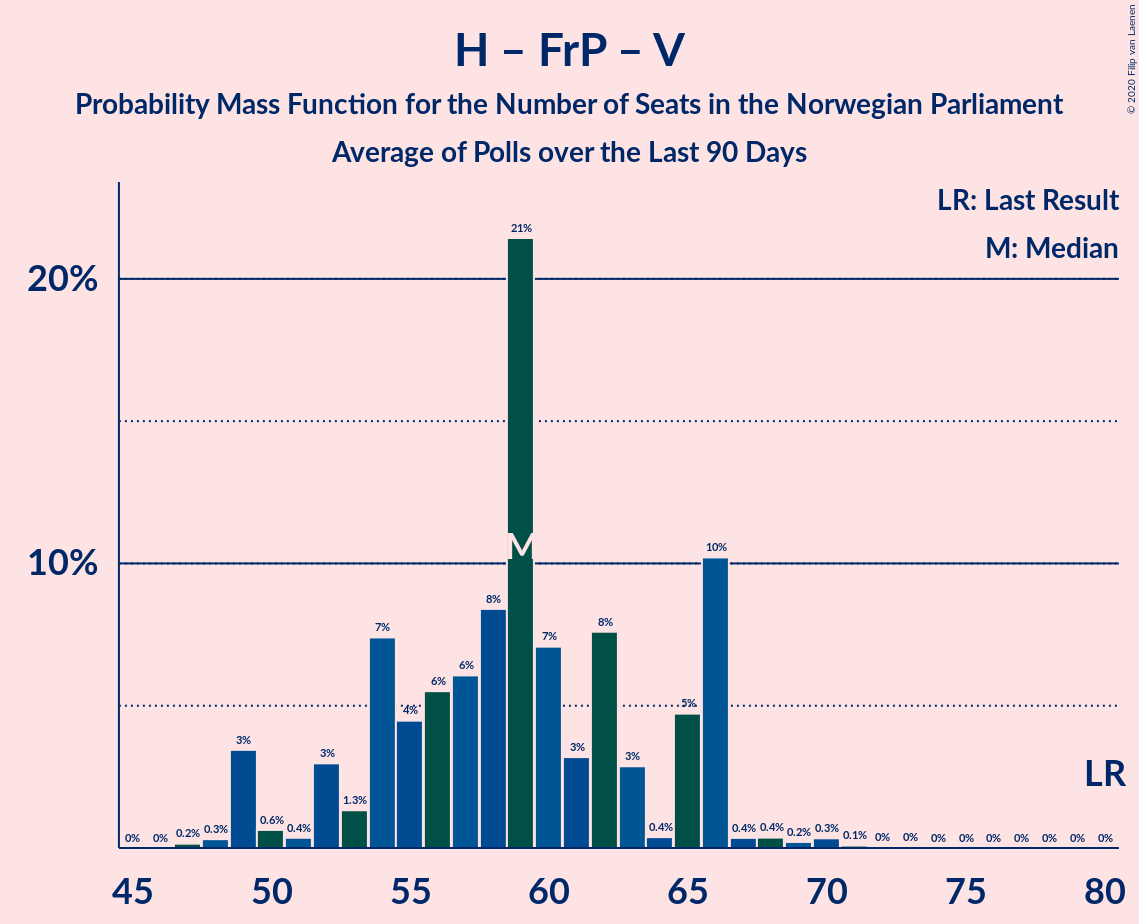 H – FrP – V
Probability Mass Function for the Number of Seats in the Norwegian Parliament
Average of Polls over the Last 90 Days
© 2020 Filip van Laenen
LR: Last Result
M: Median
20%
10%
0% 0% 0.2% 0.3% 3% 0.6% 0.4% 3% 1.3% 7% 4% 6% 6% 8% 21% 7% 3% 8% 3% 0.4% 5% 10% 0.4% 0.4% 0.2% 0.3% 0.1% 0% 0% 0% 0% 0% 0% 0% 0% 0%
M
LR
45 50 55 60 65 70 75 80